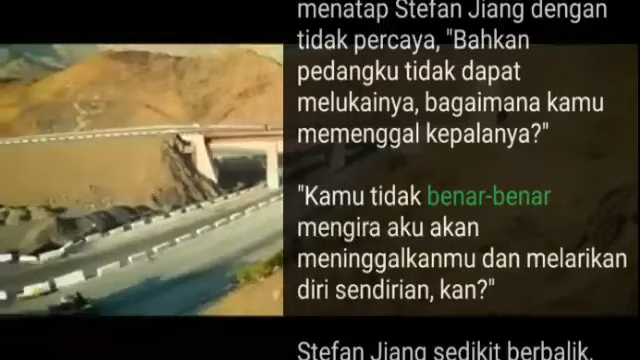 menatap Stefan Jiang dengan
tidak percaya, "Bahkan
pedangku tidak dapat
melukainya, bagaimana kamu
memenggal kepalanya?"
"Kamu tidak benar-benar
mengira aku akan
meninggalkanmu dan melarikan
diri sendirian, kan?"
Stefan Jiang sedikit berbalik,